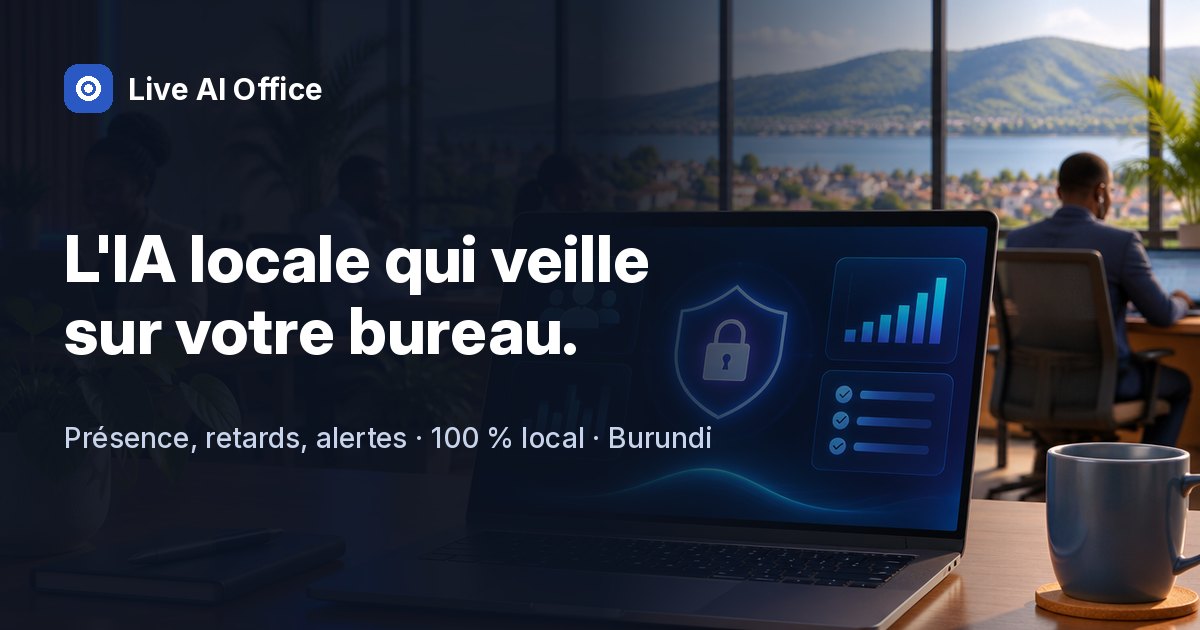 Live AI Office
L'IA locale qui veille
sur votre bureau.
Présence, retards, alertes · 100 % local · Burundi